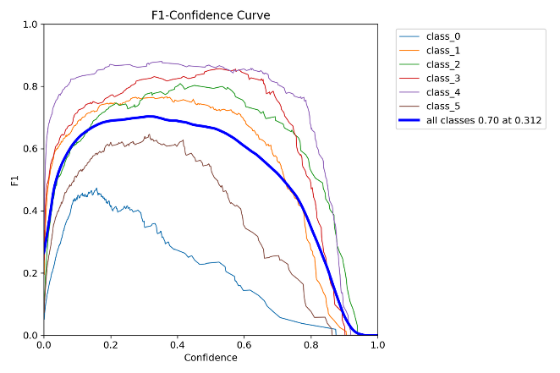 F1-Confidence Curve
class_0
class_1
class_2
class_3
class_4
class_5
all classes 0.70 at 0.312
F1
1.0
0.8
0.6
0.4
0.2
0.0
0.0 0.2 0.4 0.6 0.8 1.0
Confidence